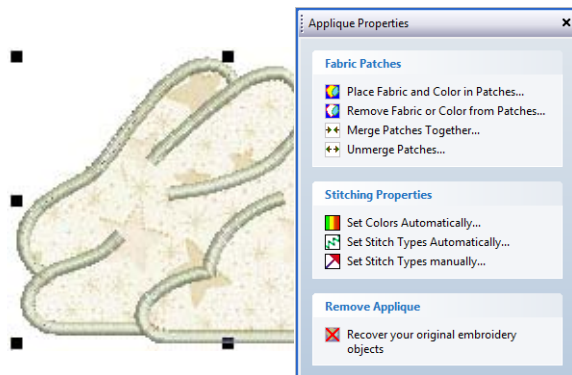 Applique Properties
Fabric Patches
Place Fabric and Color in Patches...
Remove Fabric or Color from Patches...
Merge Patches Together...
Unmerge Patches...
Stitching Properties
Set Colors Automatically...
Set Stitch Types Automatically...
Set Stitch Types manually...
Remove Applique
Recover your original embroidery
objects